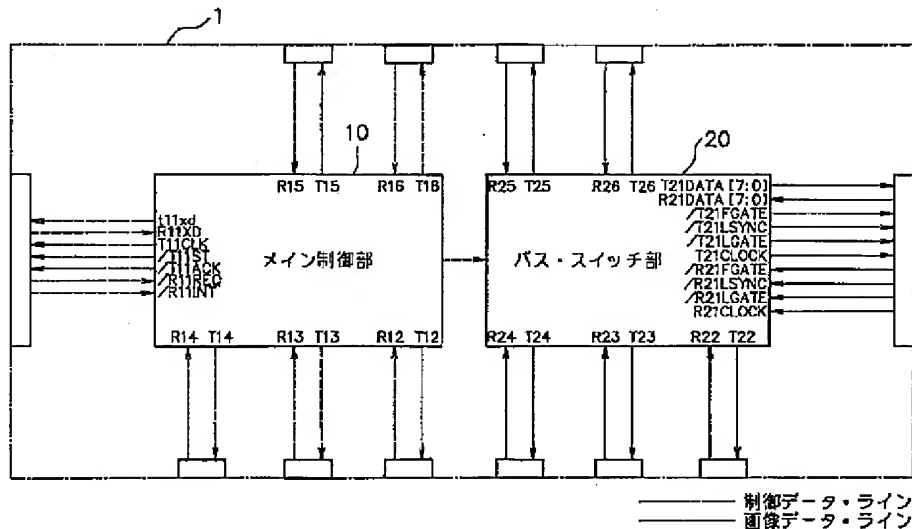 1
10
20
R15 T15
R16 T16
R25 T25
R26 T26
t11xd
R11XD
T11CLK
/T11ST
/T11ACK
/R11REQ
/R11INT
メイン制御部
バス・スイッチ部
T21DATA [7:0]
R21DATA [7:0]
/T21FGATE
/T21LSYNC
/T21LGATE
T21CLOCK
/R21FGATE
/R21LSYNC
/R21LGATE
R21CLOCK
R14 T14
R13 T13
R12 T12
R24 T24
R23 T23
R22 T22
制御データ・ライン
画像データ・ライン